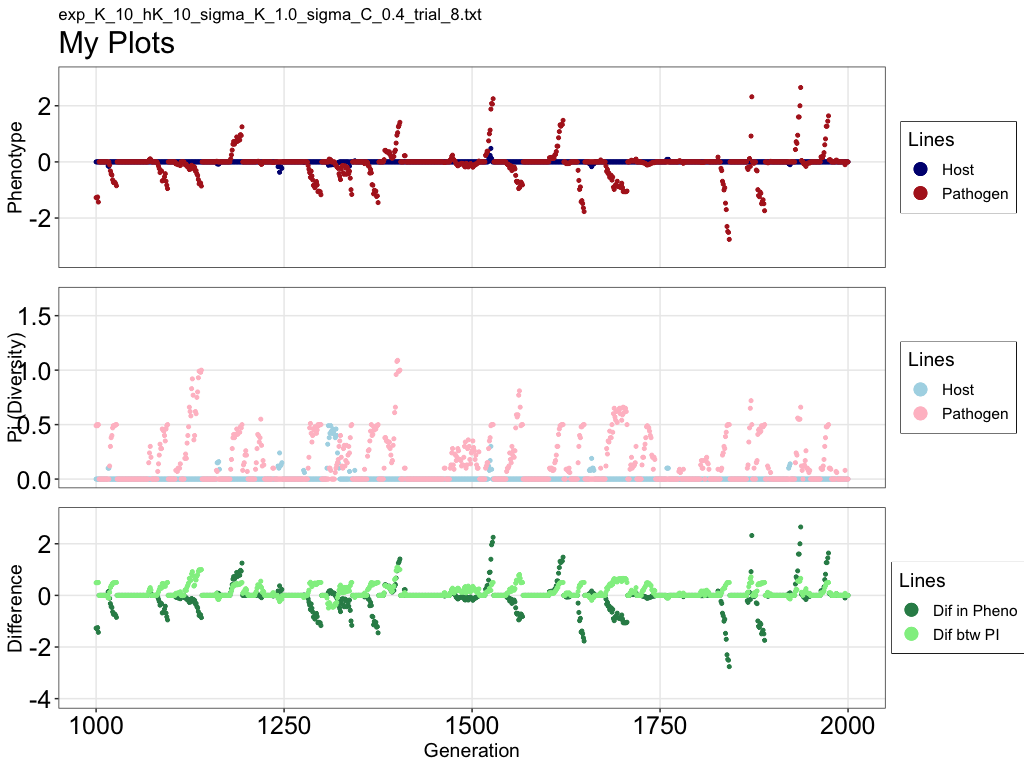 exp_K_10_hK_10_sigma_K_1.0_sigma_C_0.4_trial_8.txt
My Plots
Phenotype
2
0
-2
Lines
Host
Pathogen
Pi (Diversity)
1.5
1.0
0.5
0.0
Lines
Host
Pathogen
Difference
2
0
-2
-4
Lines
Dif in Pheno
Dif btw PI
1000 1250 1500 1750 2000
Generation